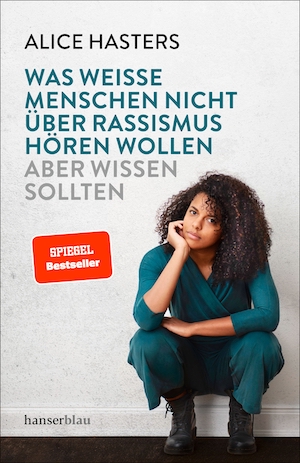 ALICE HASTERS
WAS WEISSE
MENSCHEN NICHT
ÜBER RASSISMUS
HÖREN WOLLEN
ABER WISSEN
SOLLTEN
SPIEGEL
Bestseller
hanserblau